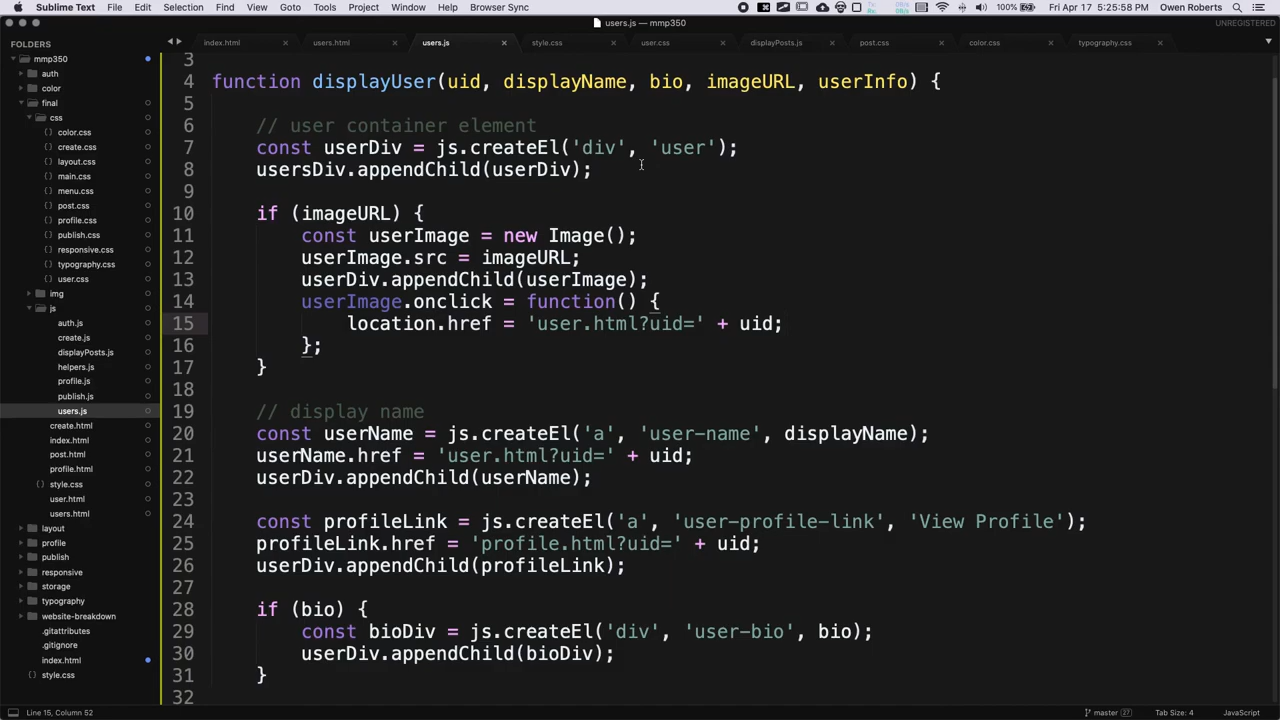 Sublime Text File Edit Selection Find View Goto Tools Project Window Help Browser Sync 100% Fri Apr 17 5:25:58 PM Owen Roberts
users.js — mmp350 UNREGISTERED
FOLDERS
mmp350
auth
color
final
css
color.css
create.css
layout.css
main.css
menu.css
post.css
profile.css
publish.css
responsive.css
typography.css
user.css
img
js
auth.js
create.js
displayPosts.js
helpers.js
profile.js
publish.js
users.js
create.html
index.html
post.html
profile.html
style.css
user.html
users.html
layout
profile
publish
responsive
storage
typography
website-breakdown
.gitattributes
.gitignore
index.html
style.css
index.html users.html users.js style.css user.css displayPosts.js post.css color.css typography.css
3
4 function displayUser(uid, displayName, bio, imageURL, userInfo) {
5
6 // user container element
7 const userDiv = js.createEl('div', 'user');
8 usersDiv.appendChild(userDiv);
9
10 if (imageURL) {
11 const userImage = new Image();
12 userImage.src = imageURL;
13 userDiv.appendChild(userImage);
14 userImage.onclick = function() {
15 location.href = 'user.html?uid=' + uid;
16 };
17 }
18
19 // display name
20 const userName = js.createEl('a', 'user-name', displayName);
21 userName.href = 'user.html?uid=' + uid;
22 userDiv.appendChild(userName);
23
24 const profileLink = js.createEl('a', 'user-profile-link', 'View Profile');
25 profileLink.href = 'profile.html?uid=' + uid;
26 userDiv.appendChild(profileLink);
27
28 if (bio) {
29 const bioDiv = js.createEl('div', 'user-bio', bio);
30 userDiv.appendChild(bioDiv);
31 }
32
Line 15, Column 52 master 27 Tab Size: 4 JavaScript